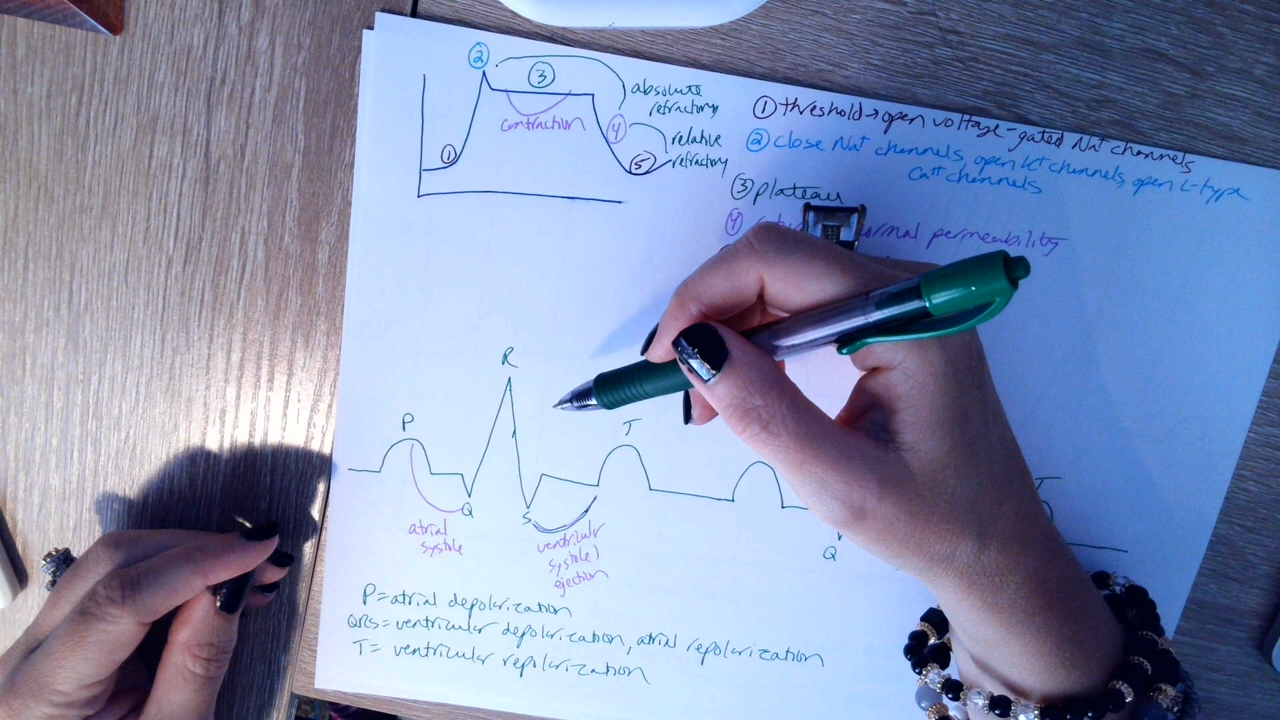 ②
③
absolute
refractory
contraction
④
relative
refractory
①
⑤
① threshold→open voltage-gated Na+ channels
② close Na+ channels, open K+ channels, open L-type
Ca++ channels
③ plateau
④ normal permeability
R
P
T
Q
S
atrial
systole
ventricular
systole)
ejection
Q
T
P=atrial depolarization
QRS=ventricular depolarization, atrial repolarization
T= ventricular repolarization